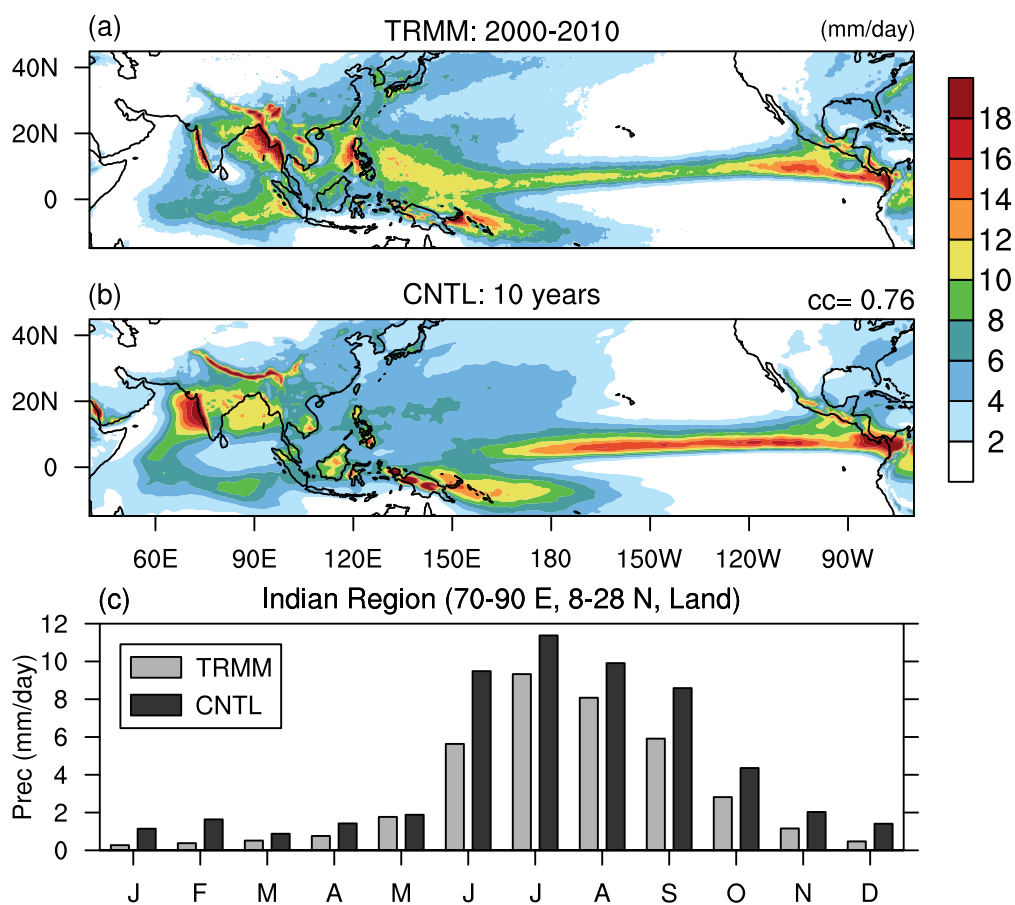 (a) TRMM: 2000-2010 (mm/day)
40N
20N
0
18
16
14
12
10
8
6
4
2
(b) CNTL: 10 years cc= 0.76
40N
20N
0
60E 90E 120E 150E 180 150W 120W 90W
(c) Indian Region (70-90 E, 8-28 N, Land)
Prec (mm/day)
12
10
8
6
4
2
0
TRMM
CNTL
J F M A M J J A S O N D